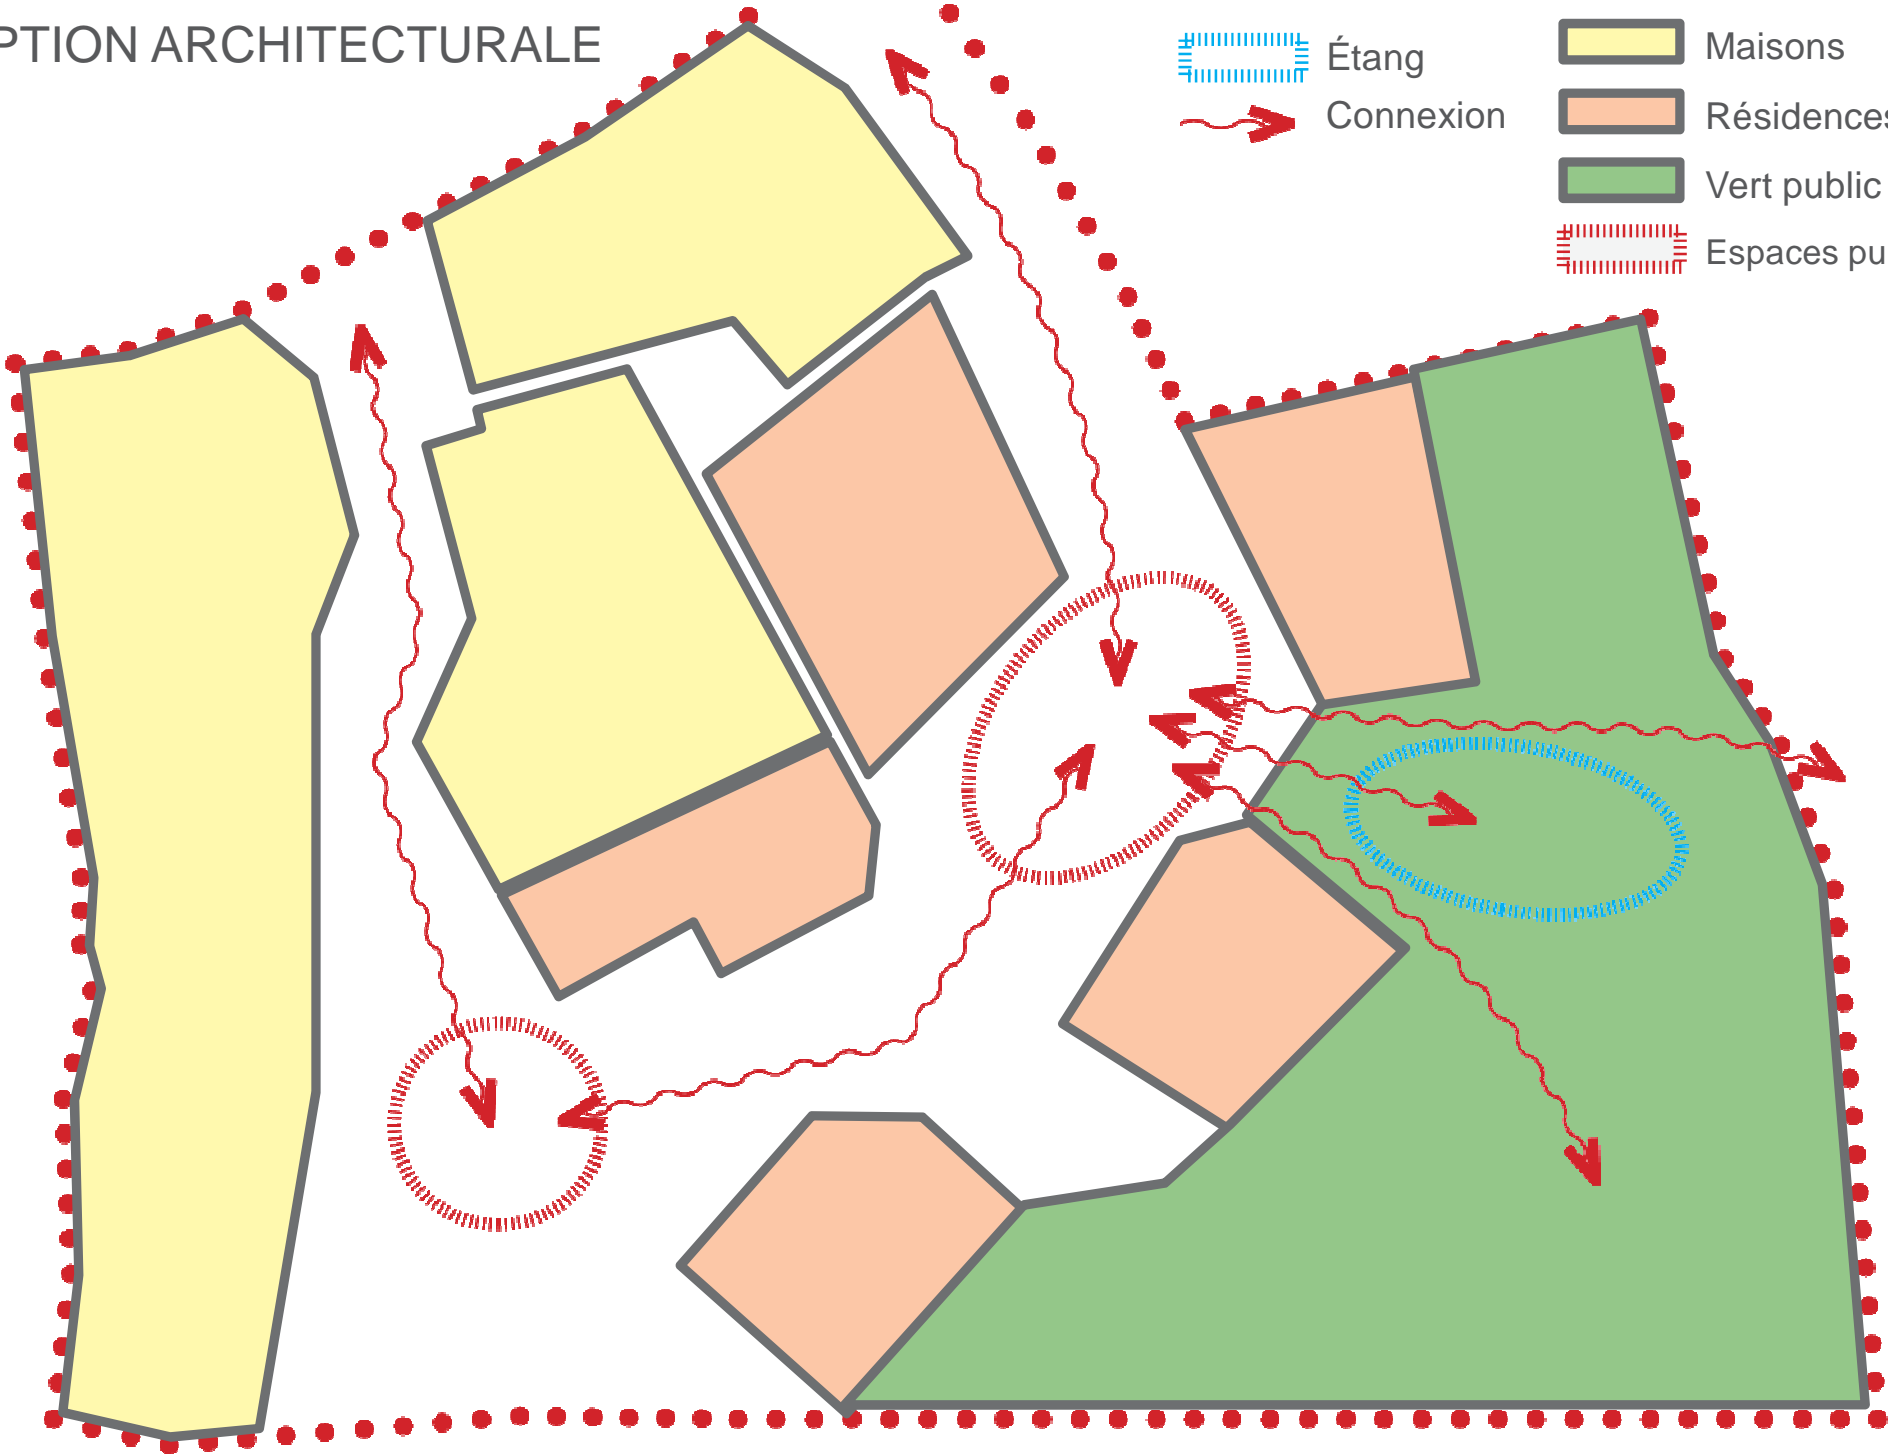 PTION ARCHITECTURALE
Étang
Connexion
Maisons
Résidences
Vert public
Espaces pu